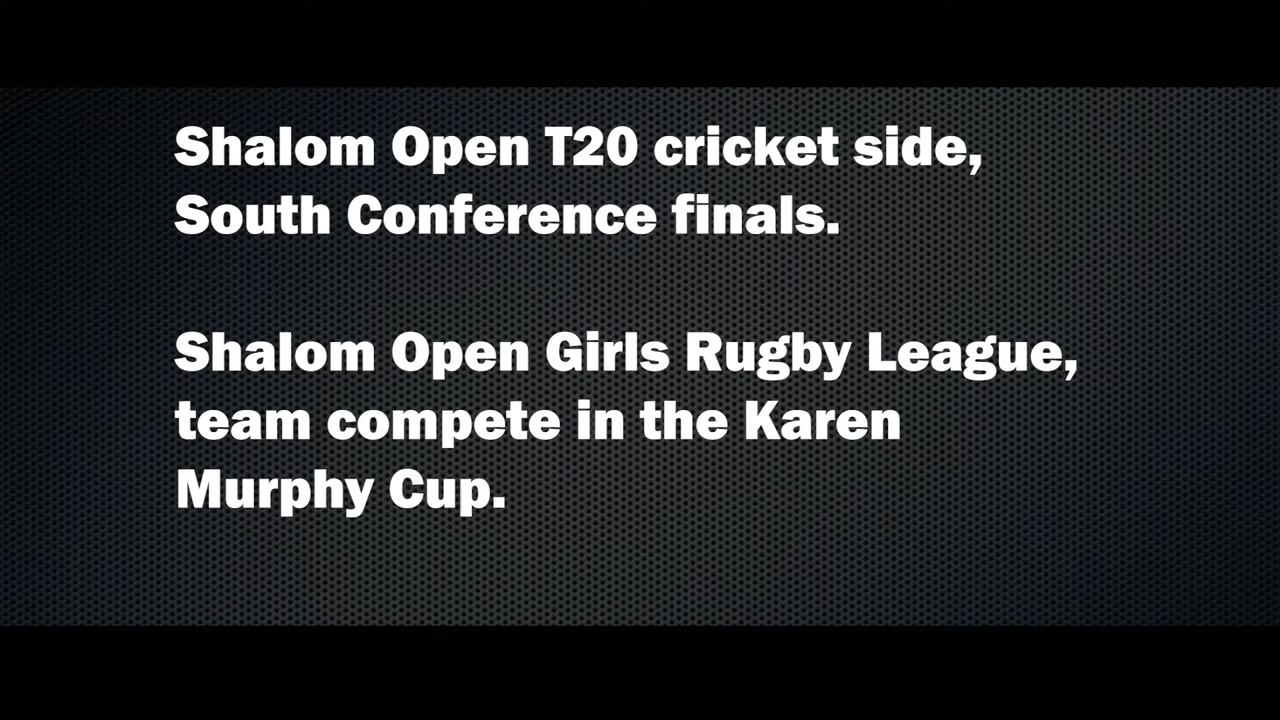 Shalom Open T20 cricket side,
South Conference finals.
Shalom Open Girls Rugby League,
team compete in the Karen
Murphy Cup.